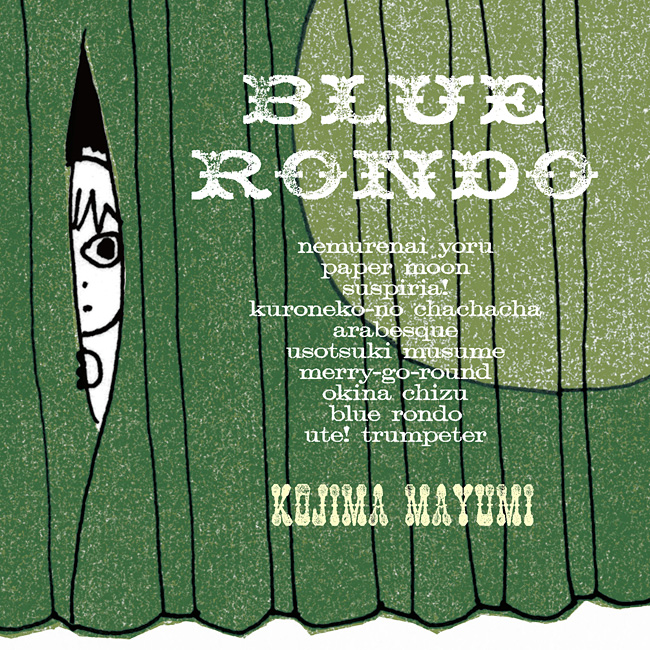 BLUE
RONDO
nemurenai yoru
paper moon
suspiria!
kuroneko-no chachacha
arabesque
usotsuki musume
merry-go-round
okina chizu
blue rondo
ute! trumpeter
KOJIMA MAYUMI